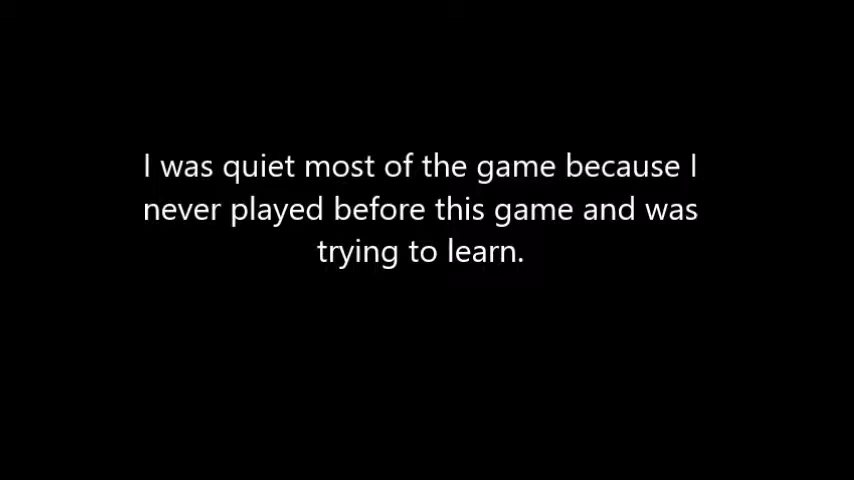 I was quiet most of the game because I
never played before this game and was
trying to learn.